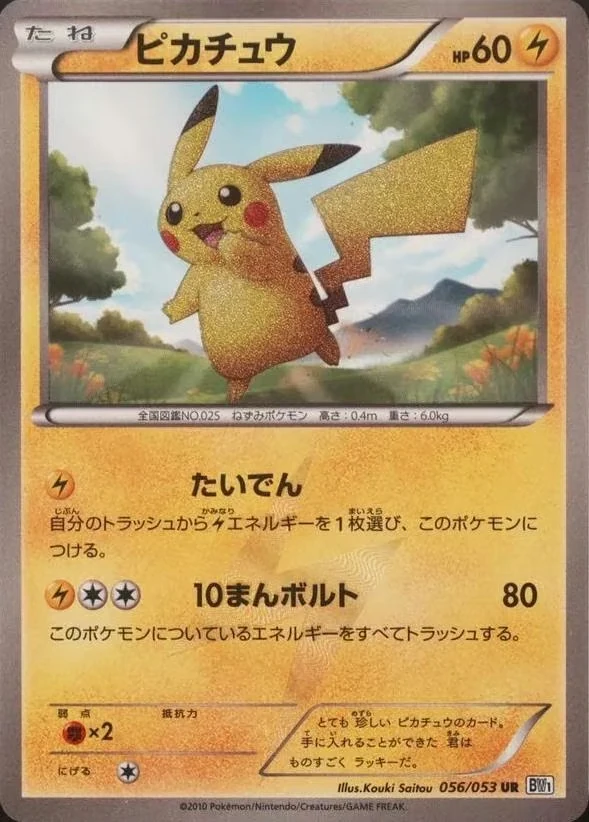 たね ピカチュウ HP60
全国図鑑NO.025 ねずみポケモン 高さ:0.4m 重さ:6.0kg
たいでん
自分のトラッシュからエネルギーを1枚選び、このポケモンに
つける。
10まんボルト 80
このポケモンについているエネルギーをすべてトラッシュする。
弱点 抵抗力
×2
にげる
とても 珍しい ピカチュウのカード。
手に入れることができた 君は
ものすごく ラッキーだ。
Illus.Kouki Saitou 056/053 UR BW1
©2010 Pokémon/Nintendo/Creatures/GAME FREAK.